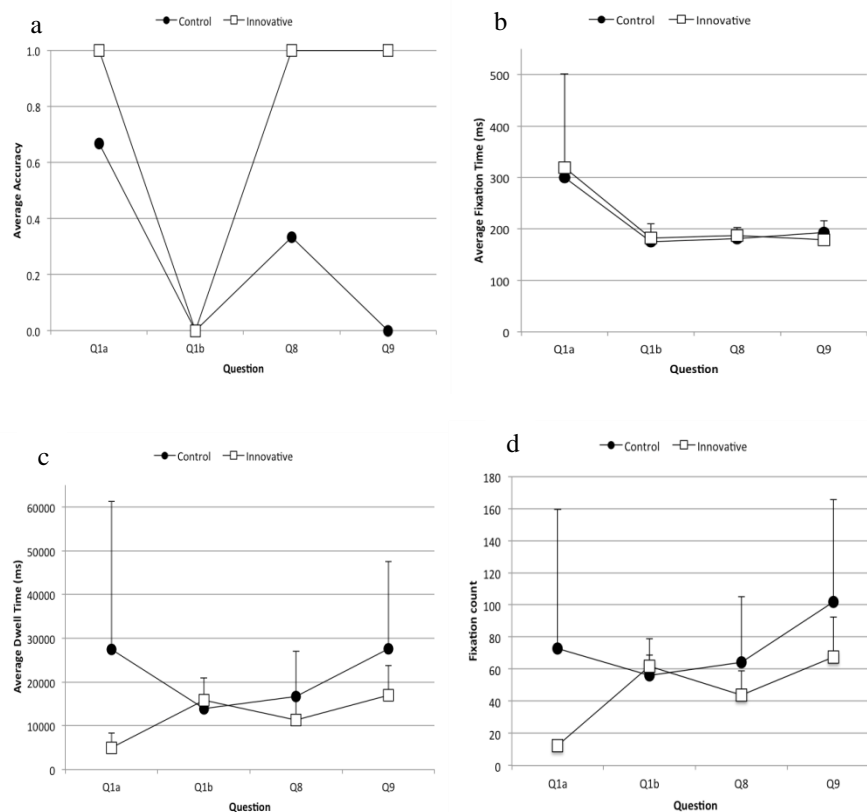 a
Control Innovative
1.0
0.8
0.6
0.4
0.2
0.0
Average Accuracy
Q1a Q1b Q8 Q9
Question
b
Control Innovative
500
400
300
200
100
0
Average Fixation Time (ms)
Q1a Q1b Q8 Q9
Question
c
Control Innovative
60000
50000
40000
30000
20000
10000
0
Average Dwell Time (ms)
Q1a Q1b Q8 Q9
Question
d
Control Innovative
180
160
140
120
100
80
60
40
20
0
Fixation count
Q1a Q1b Q8 Q9
Question